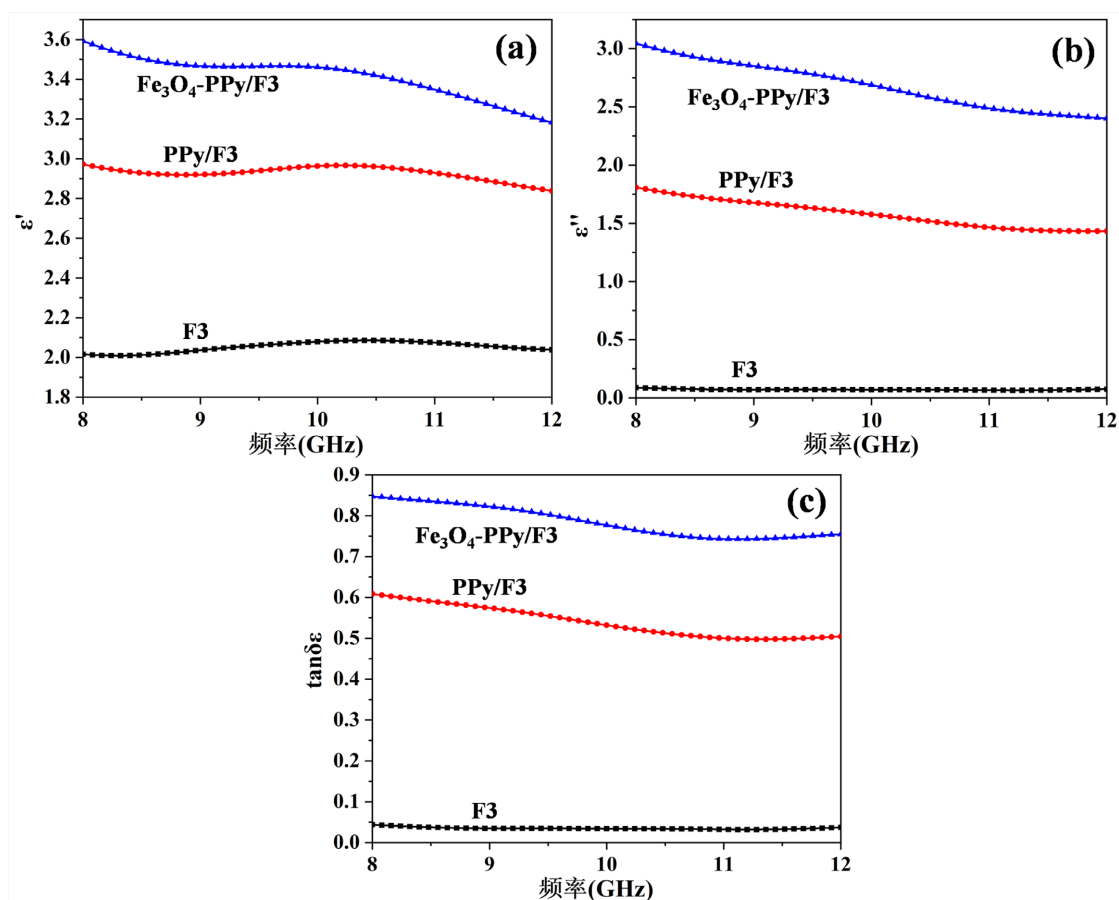 (a)
3.6
3.4
3.2
3.0
2.8
2.6
2.4
2.2
2.0
1.8
ε'
Fe₃O₄-PPy/F3
PPy/F3
F3
8 9 10 11 12
频率(GHz)
(b)
3.0
2.5
2.0
1.5
1.0
0.5
0.0
ε''
Fe₃O₄-PPy/F3
PPy/F3
F3
8 9 10 11 12
频率(GHz)
(c)
0.9
0.8
0.7
0.6
0.5
0.4
0.3
0.2
0.1
0.0
tanδε
Fe₃O₄-PPy/F3
PPy/F3
F3
8 9 10 11 12
频率(GHz)